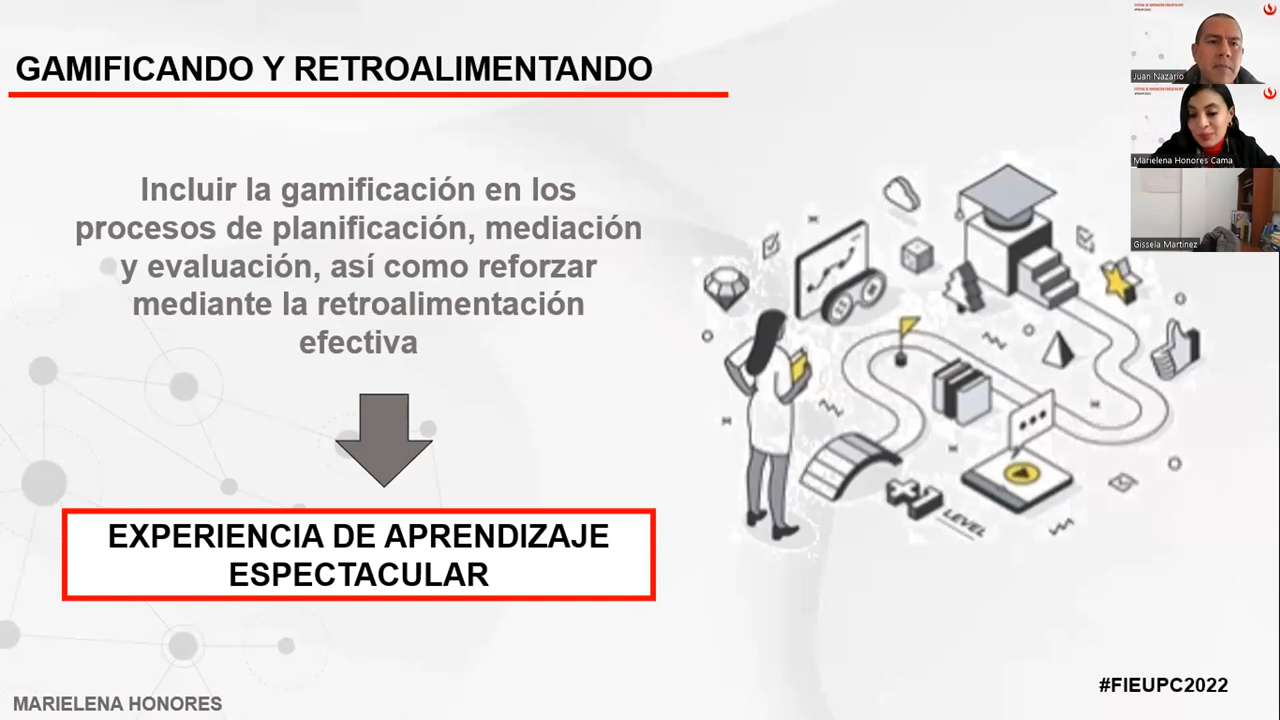 GAMIFICANDO Y RETROALIMENTANDO
Incluir la gamificación en los
procesos de planificación, mediación
y evaluación, así como reforzar
mediante la retroalimentación
efectiva
EXPERIENCIA DE APRENDIZAJE
ESPECTACULAR
MARIELENA HONORES
LEVEL
#FIEUPC2022
Juan Nazario
Marielena Honores Cama
Gissela Martinez